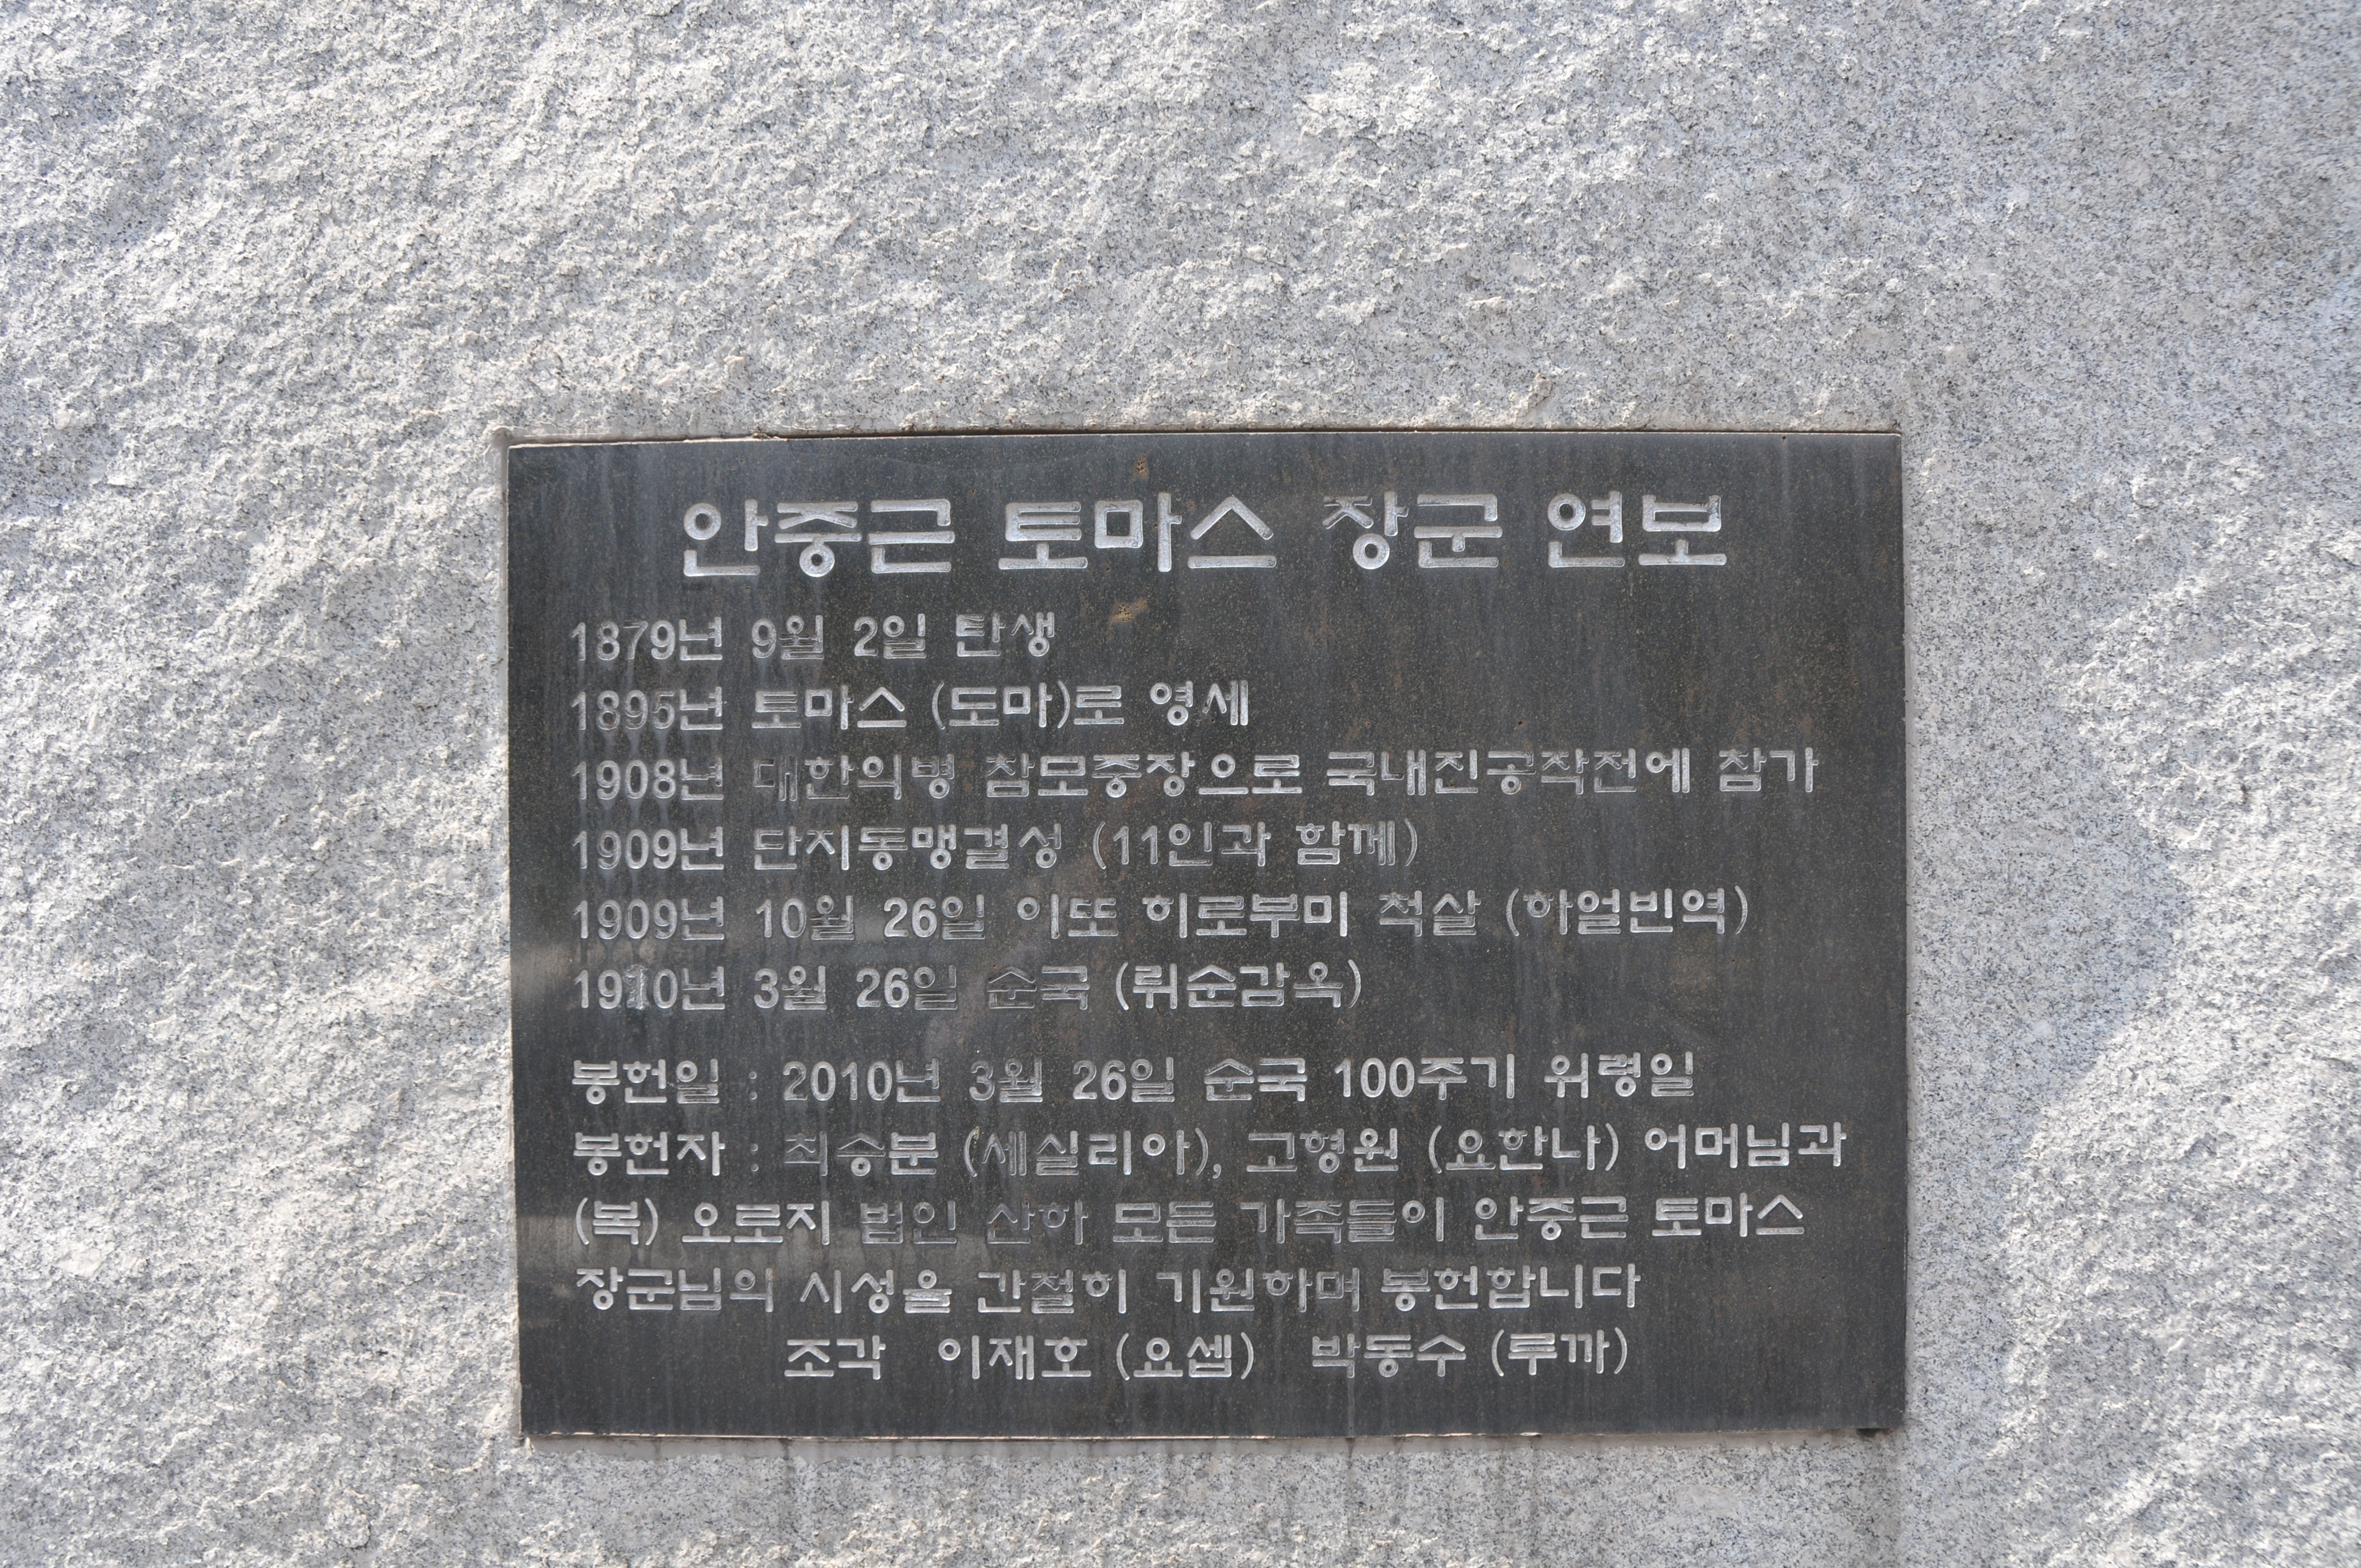 안중근 토마스 장군 연보
1879년 9월 2일 탄생
1895년 토마스 (도마)로 영세
1908년 대한의병 참모중장으로 국내진공작전에 참가
1909년 단지동맹결성 (11인과 함께)
1909년 10월 26일 이또 히로부미 척살 (하얼빈역)
1910년 3월 26일 순국 (뤼순감옥)
봉헌일 : 2010년 3월 26일 순국 100주기 위령일
봉헌자 : 최승분 (세실리아), 고형원 (요한나) 어머님과
(복) 오로지 법인 산하 모든 가족들이 안중근 토마스
장군님의 시성을 간절히 기원하며 봉헌합니다
조각 이재호 (요셉) 박동수 (루까)